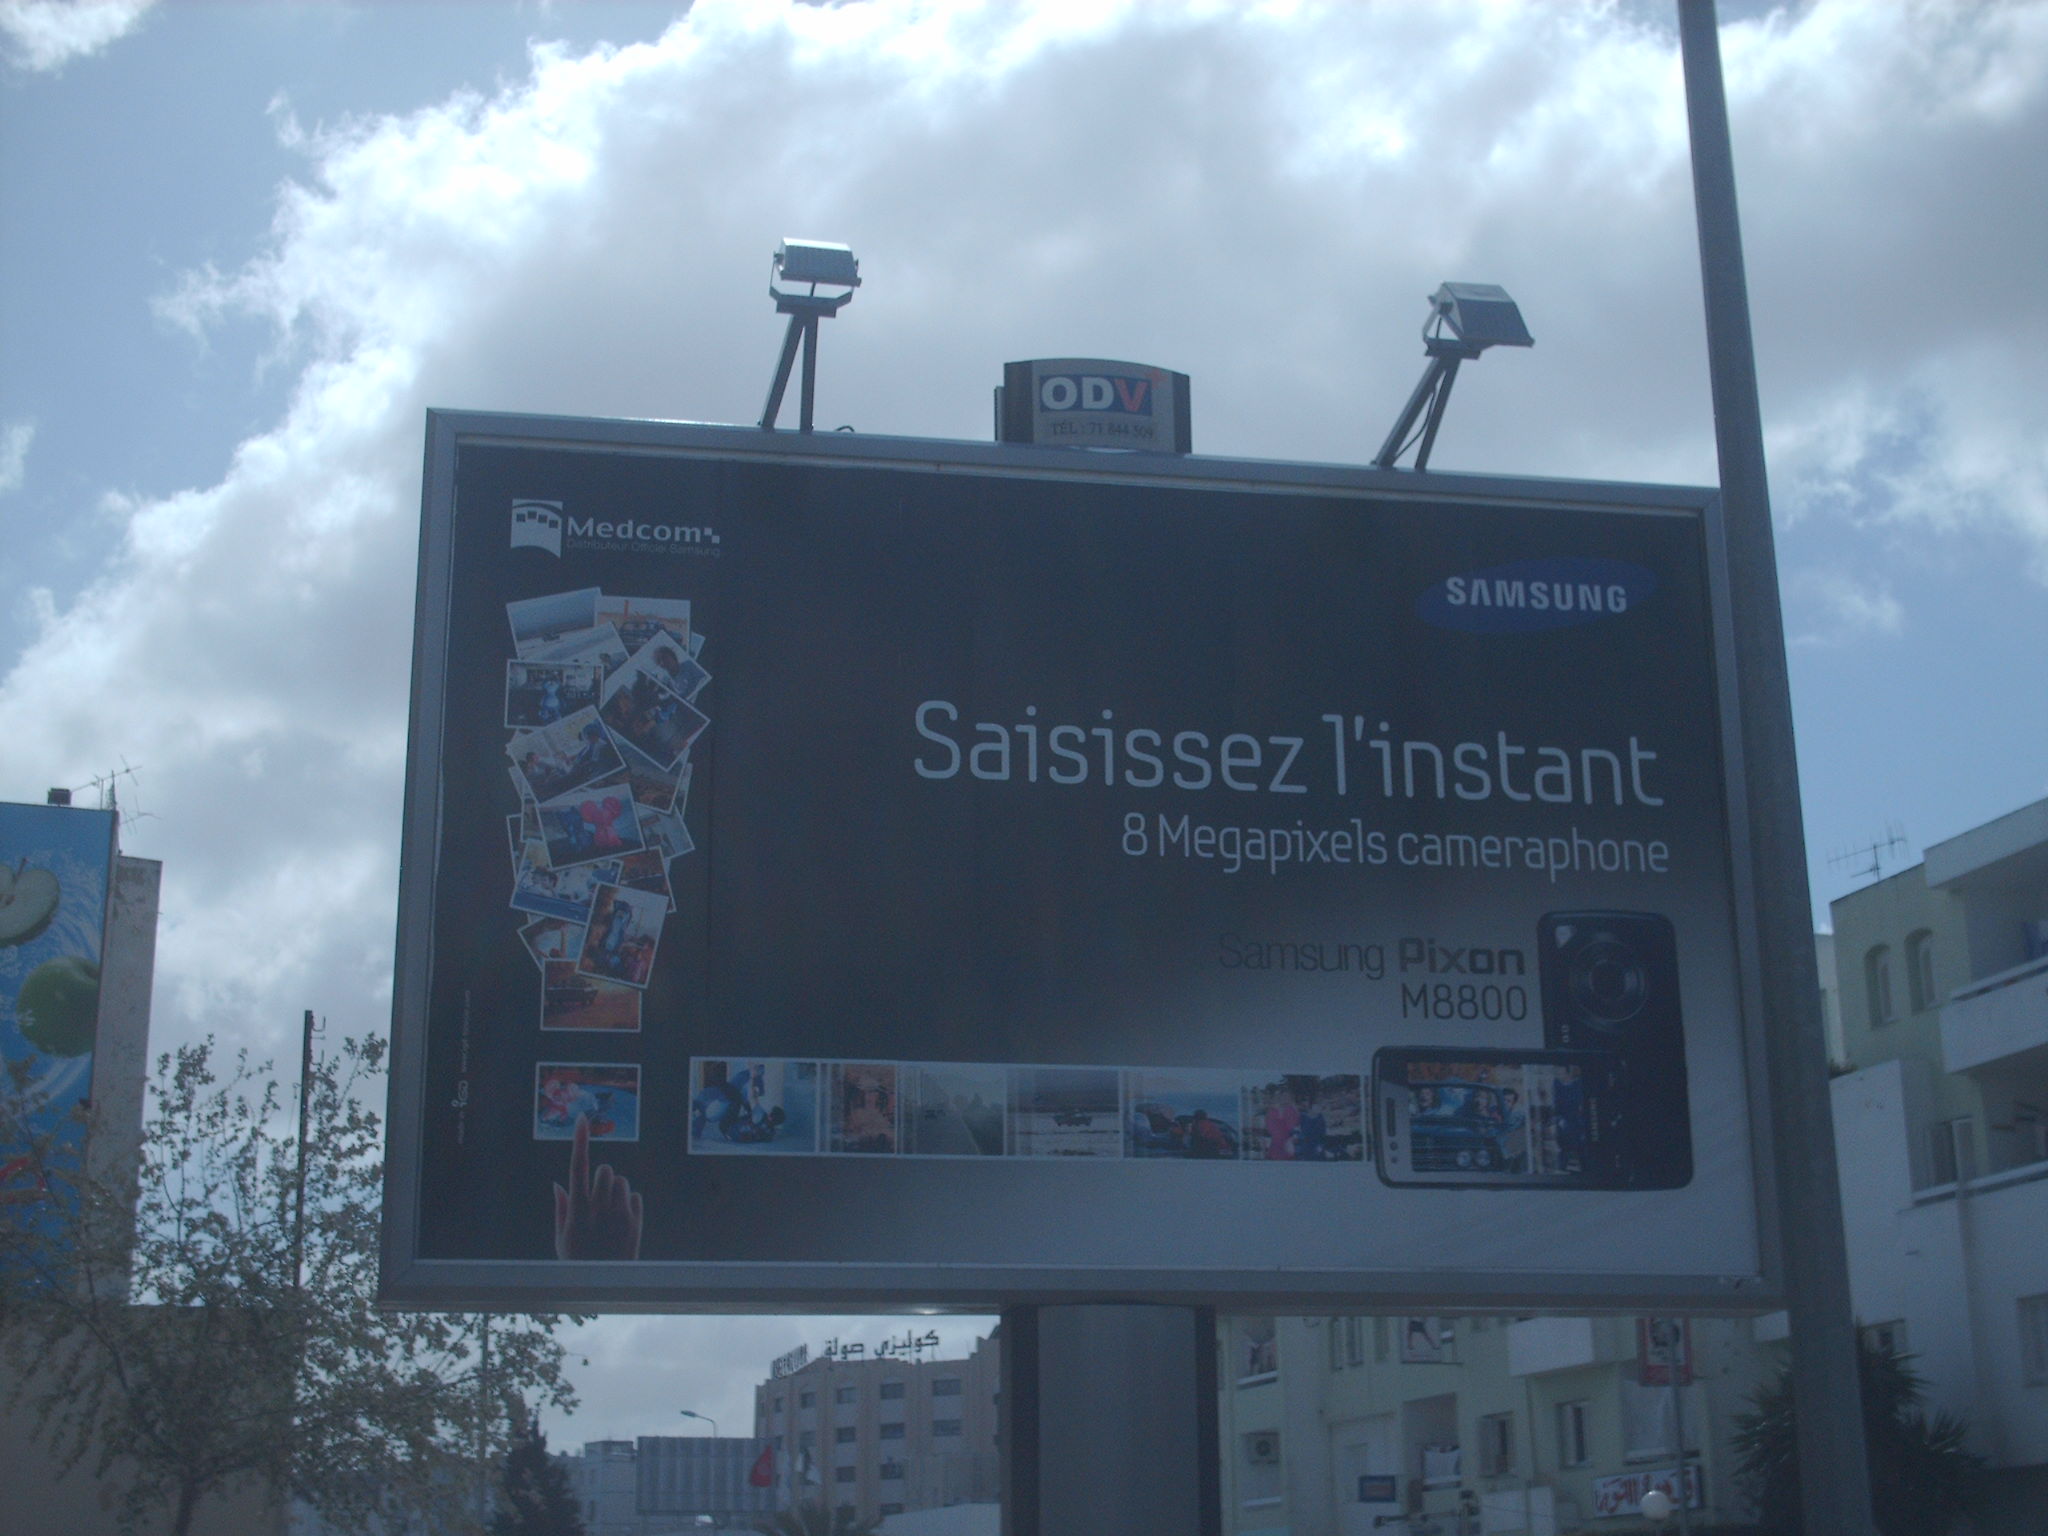 ODV
TÉL : 71 844 509
Medcom
Distributeur Officiel Samsung
SAMSUNG
Saisissez l'instant
8 Megapixels cameraphone
Samsung Pixon
M8800
كوليزي صولة